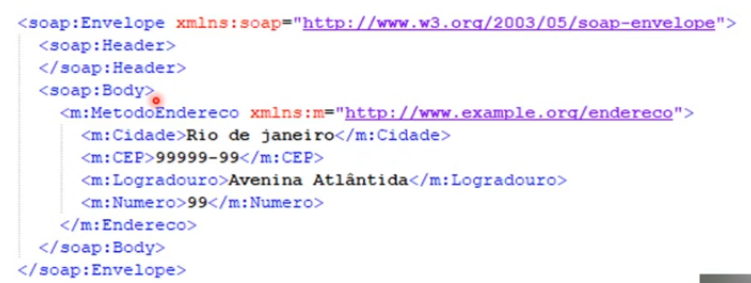 <soap:Envelope xmlns:soap="http://www.w3.org/2003/05/soap-envelope">
<soap:Header>
</soap:Header>
<soap:Body>
<m:MetodoEndereco xmlns:m="http://www.example.org/endereco">
<m:Cidade>Rio de janeiro</m:Cidade>
<m:CEP>99999-99</m:CEP>
<m:Logradouro>Avenina Atlântida</m:Logradouro>
<m:Numero>99</m:Numero>
</m:Endereco>
</soap:Body>
</soap:Envelope>